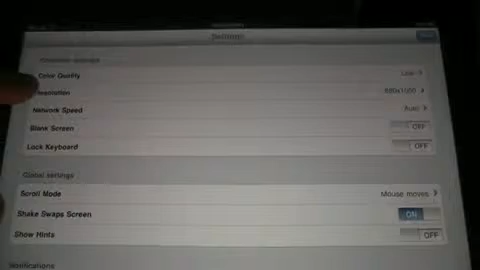 Settings
Color Quality Low
Resolution
Network Speed Auto
Blank Screen OFF
Lock Keyboard OFF
Global settings
Scroll Mode Mouse moves
Shake Swaps Screen ON
Show Hints OFF
Notifications